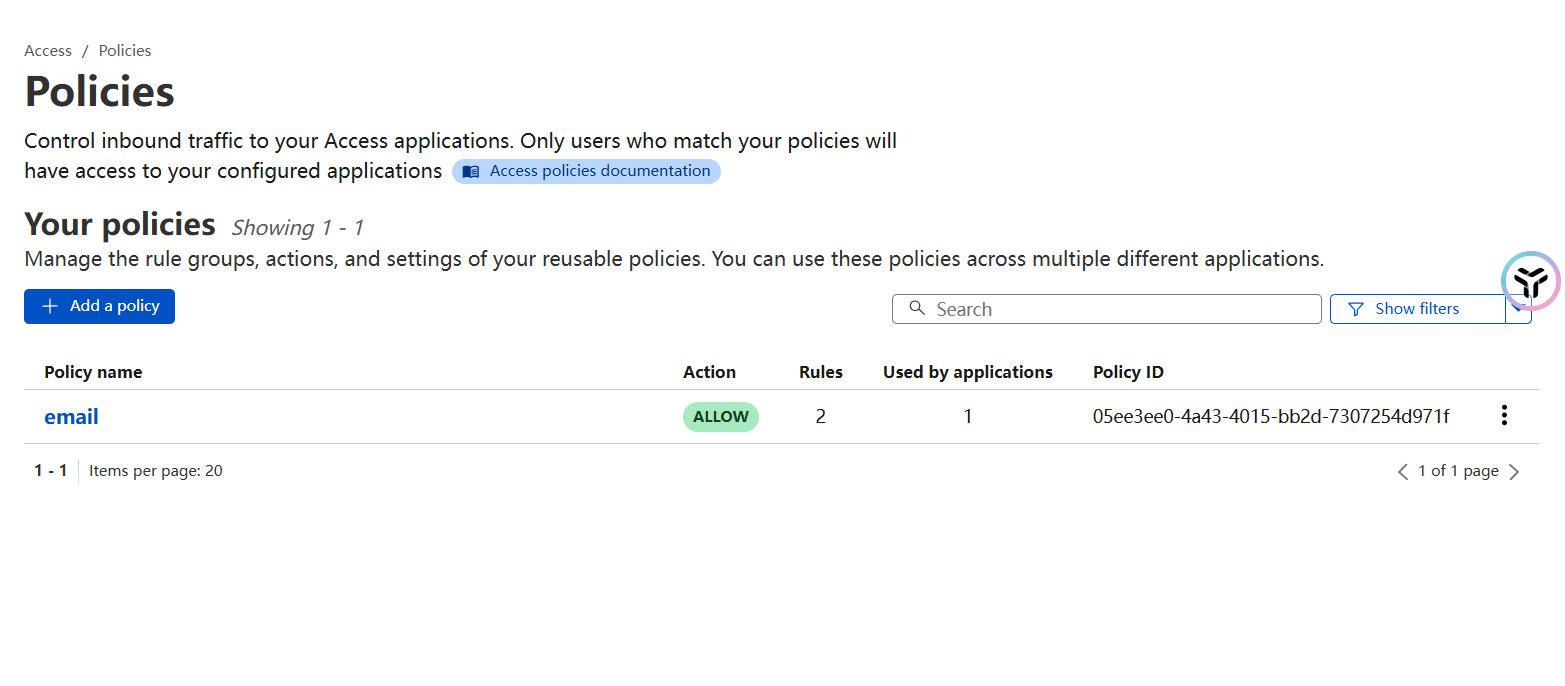 Access / Policies
Policies
Control inbound traffic to your Access applications. Only users who match your policies will
have access to your configured applications Access policies documentation
Your policies Showing 1 - 1
Manage the rule groups, actions, and settings of your reusable policies. You can use these policies across multiple different applications.
Add a policy Search Show filters
Policy name Action Rules Used by applications Policy ID
email ALLOW 2 1 05ee3ee0-4a43-4015-bb2d-7307254d971f
1 - 1 Items per page: 20 1 of 1 page